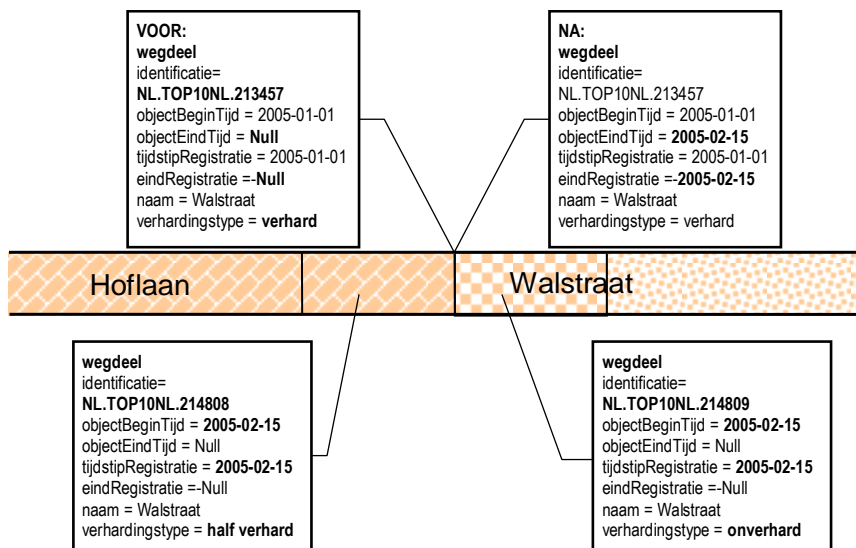 VOOR:
wegdeel
identificatie=
NL.TOP10NL.213457
objectBeginTijd = 2005-01-01
objectEindTijd = Null
tijdstipRegistratie = 2005-01-01
eindRegistratie =-Null
naam = Walstraat
verhardingstype = verhard
NA:
wegdeel
identificatie=
NL.TOP10NL.213457
objectBeginTijd = 2005-01-01
objectEindTijd = 2005-02-15
tijdstipRegistratie = 2005-01-01
eindRegistratie =-2005-02-15
naam = Walstraat
verhardingstype = verhard
Hoflaan
Walstraat
wegdeel
identificatie=
NL.TOP10NL.214808
objectBeginTijd = 2005-02-15
objectEindTijd = Null
tijdstipRegistratie = 2005-02-15
eindRegistratie =-Null
naam = Walstraat
verhardingstype = half verhard
wegdeel
identificatie=
NL.TOP10NL.214809
objectBeginTijd = 2005-02-15
objectEindTijd = Null
tijdstipRegistratie = 2005-02-15
eindRegistratie =-Null
naam = Walstraat
verhardingstype = onverhard